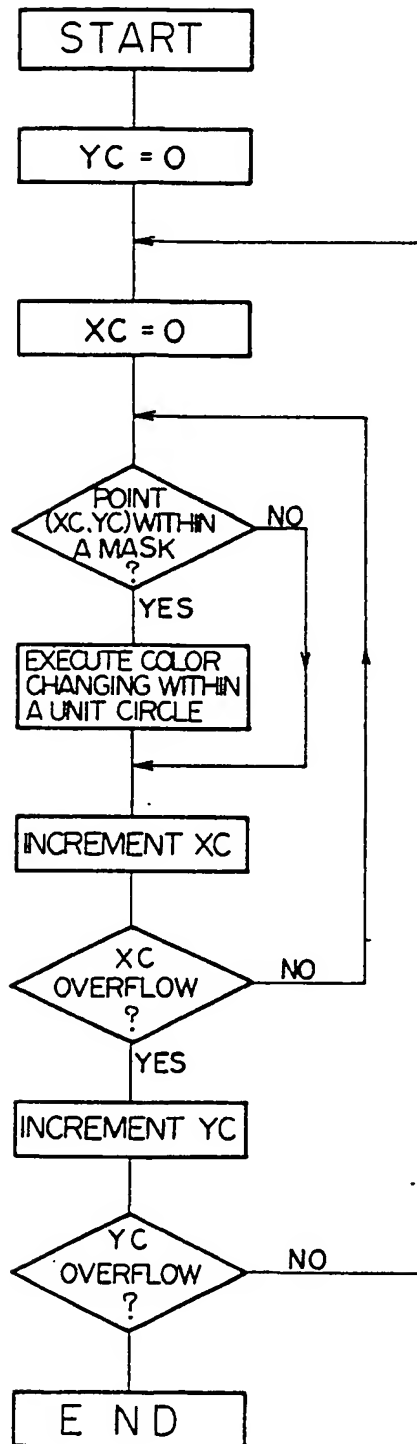 START
YC = 0
XC = 0
POINT
(XC.YC) WITHIN
A MASK
?
NO
YES
EXECUTE COLOR
CHANGING WITHIN
A UNIT CIRCLE
INCREMENT XC
XC
OVERFLOW
?
NO
YES
INCREMENT YC
YC
OVERFLOW
?
NO
END